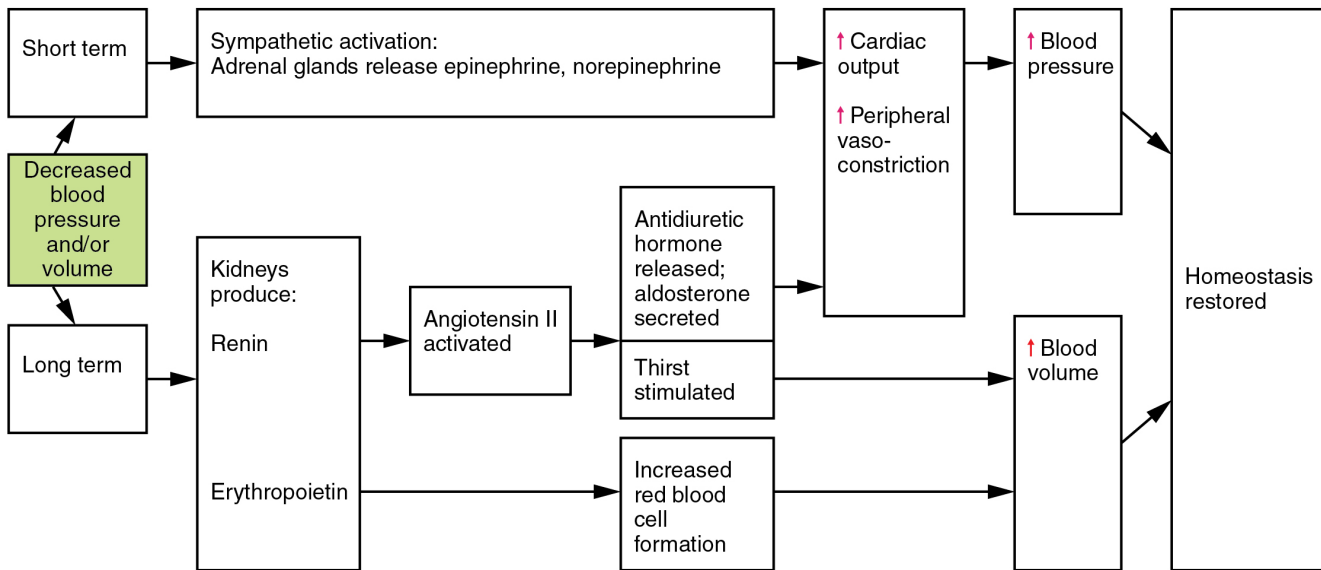 Short term
Sympathetic activation:
Adrenal glands release epinephrine, norepinephrine
↑ Cardiac
output
↑ Peripheral
vaso-
constriction
↑ Blood
pressure
Decreased
blood
pressure
and/or
volume
Long term
Kidneys
produce:
Renin
Erythropoietin
Angiotensin II
activated
Antidiuretic
hormone
released;
aldosterone
secreted
Thirst
stimulated
Increased
red blood
cell
formation
↑ Blood
volume
Homeostasis
restored